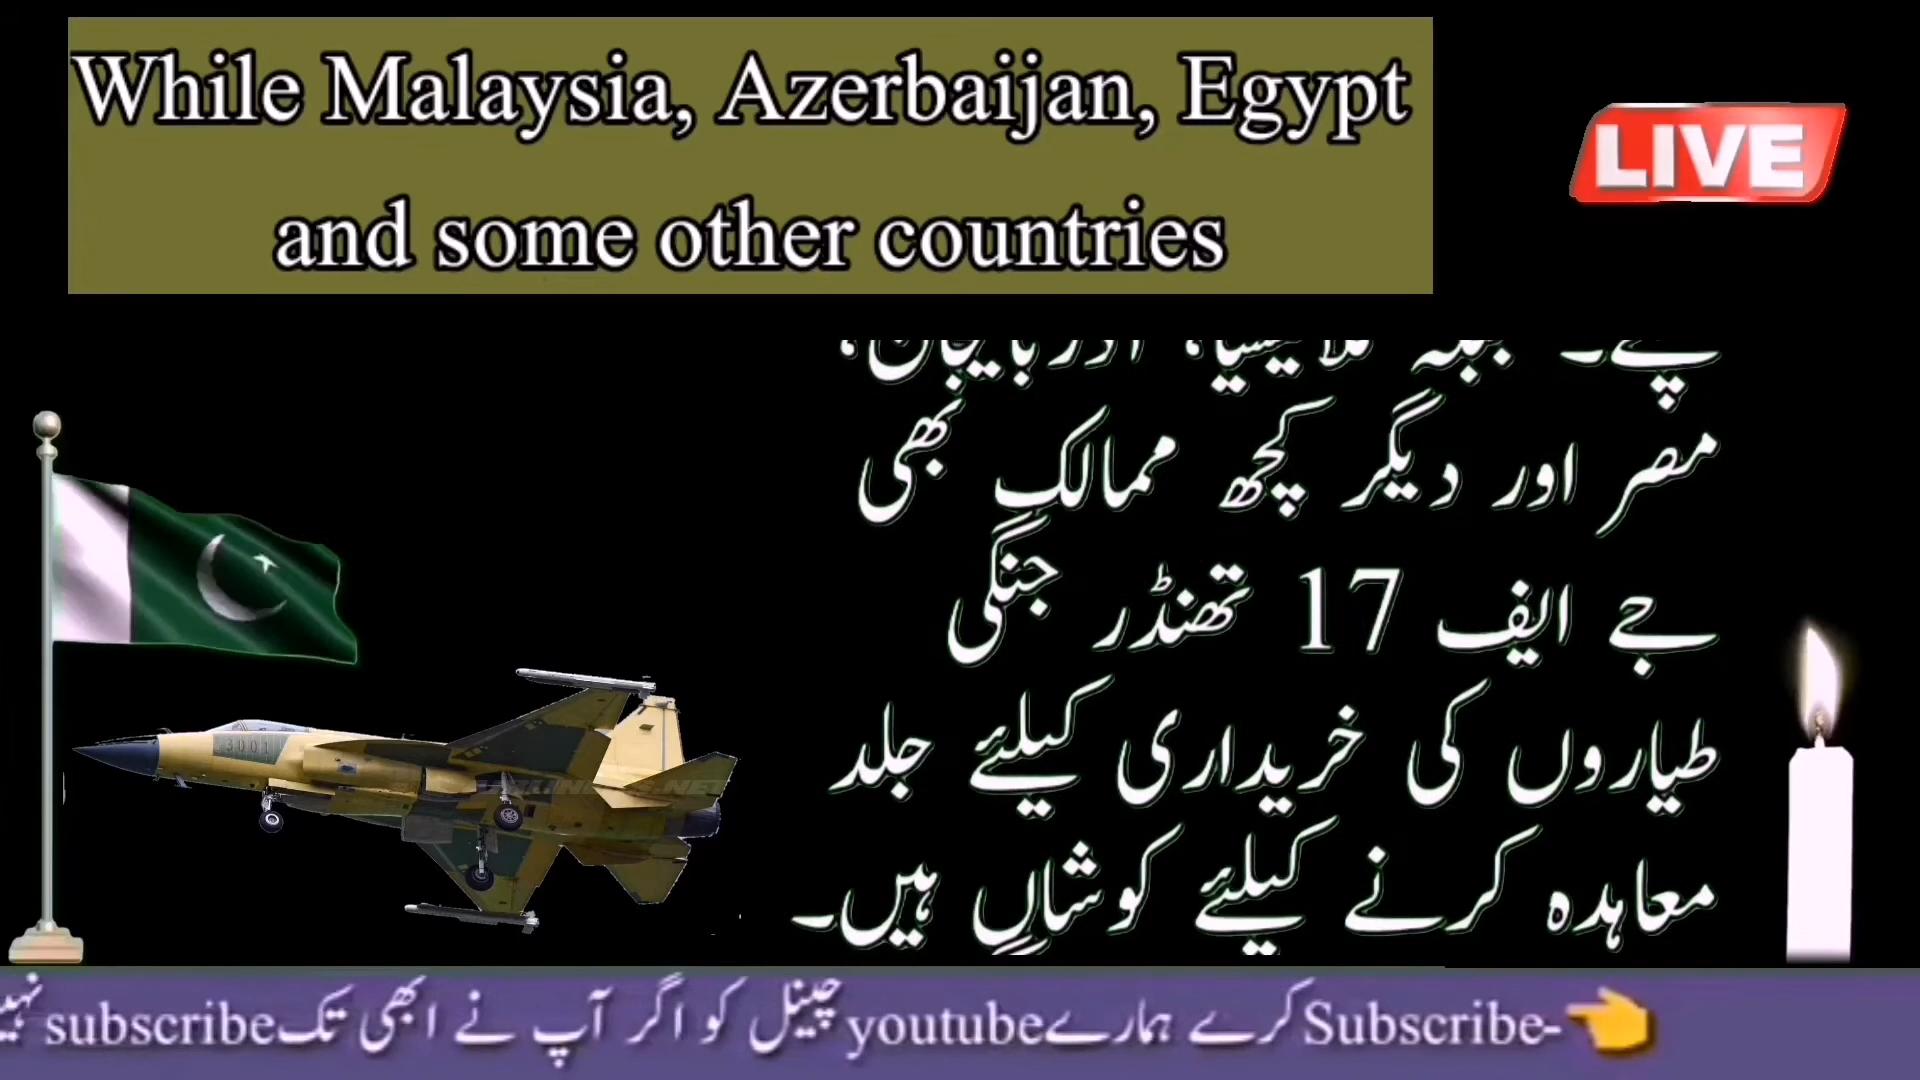 While Malaysia, Azerbaijan, Egypt
and some other countries
LIVE
مصر اور دیگر کچھ ممالک بھی
جے ایف 17 تھنڈر جنگی
طیاروں کی خریداری کیلئے جلد
معاہدہ کرنے کیلئے کوشاں ہیں۔
3001
-Subscribe کرے ہمارے youtube چینل کو اگر آپ نے ابھی تک subscribe